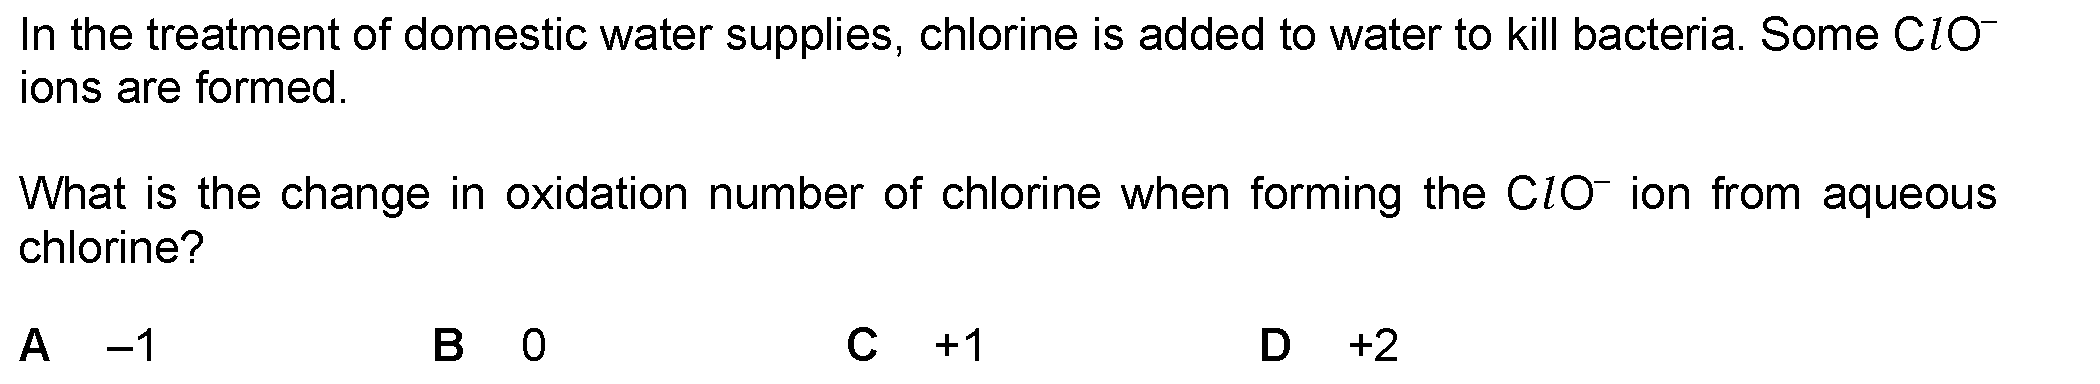 In the treatment of domestic water supplies, chlorine is added to water to kill bacteria. Some ClO⁻
ions are formed.
What is the change in oxidation number of chlorine when forming the ClO⁻ ion from aqueous
chlorine?
A –1 B 0 C +1 D +2